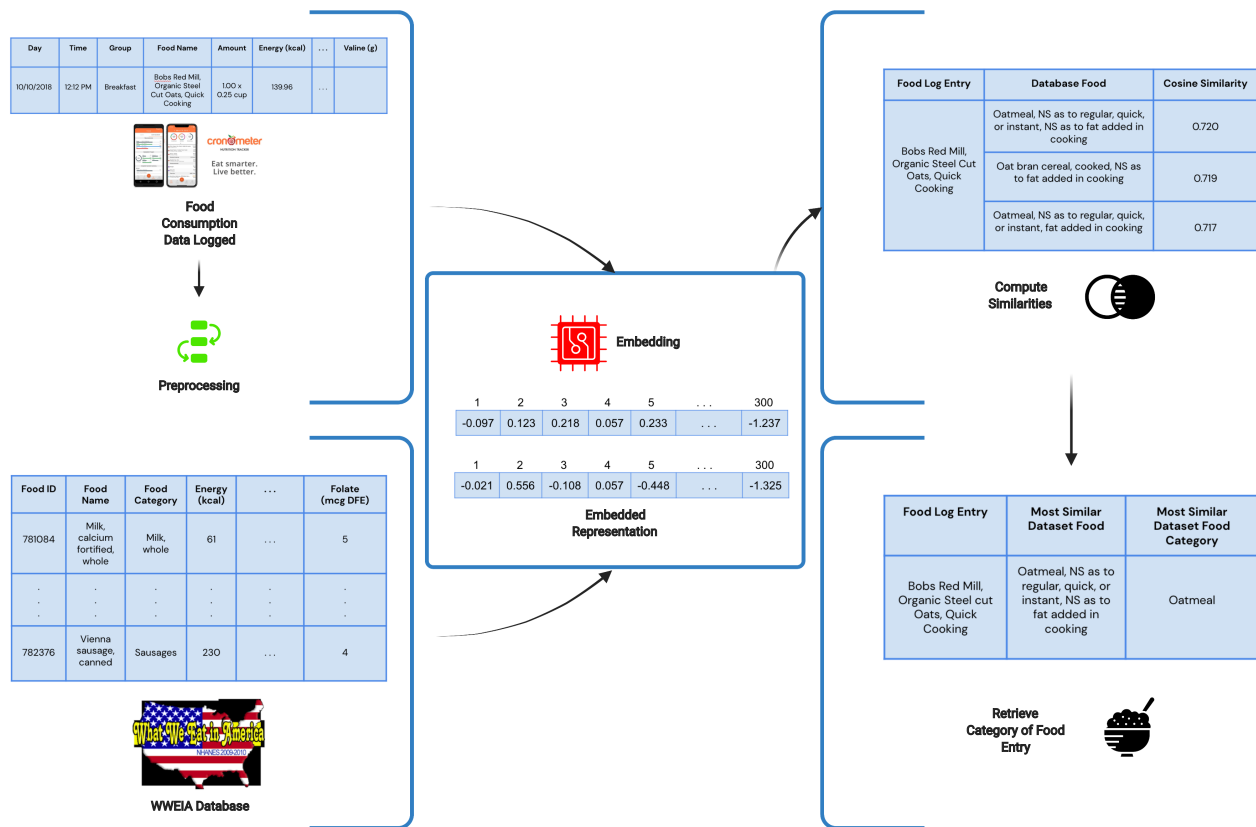 Day Time Group Food Name Amount Energy (kcal) ... Valine (g)
10/10/2018 12:12 PM Breakfast Bobs Red Mill, Organic Steel Cut Oats, Quick Cooking 1.00 x 0.25 cup 139.96 ...
cronometer
NUTRITION TRACKER
Eat smarter.
Live better.
Food
Consumption
Data Logged
Preprocessing
Food ID Food Name Food Category Energy (kcal) ... Folate (mcg DFE)
781084 Milk, calcium fortified, whole Milk, whole 61 ... 5
. . . . . .
. . . . . .
. . . . . .
782376 Vienna sausage, canned Sausages 230 ... 4
What We Eat in America
NHANES 2009-2010
WWEIA Database
Embedding
1 2 3 4 5 ... 300
-0.097 0.123 0.218 0.057 0.233 ... -1.237
1 2 3 4 5 ... 300
-0.021 0.556 -0.108 0.057 -0.448 ... -1.325
Embedded
Representation
Food Log Entry Database Food Cosine Similarity
Bobs Red Mill, Organic Steel Cut Oats, Quick Cooking
Oatmeal, NS as to regular, quick, or instant, NS as to fat added in cooking 0.720
Oat bran cereal, cooked, NS as to fat added in cooking 0.719
Oatmeal, NS as to regular, quick, or instant, fat added in cooking 0.717
Compute
Similarities
Food Log Entry Most Similar Dataset Food Most Similar Dataset Food Category
Bobs Red Mill, Organic Steel cut Oats, Quick Cooking Oatmeal, NS as to regular, quick, or instant, NS as to fat added in cooking Oatmeal
Retrieve
Category of Food
Entry